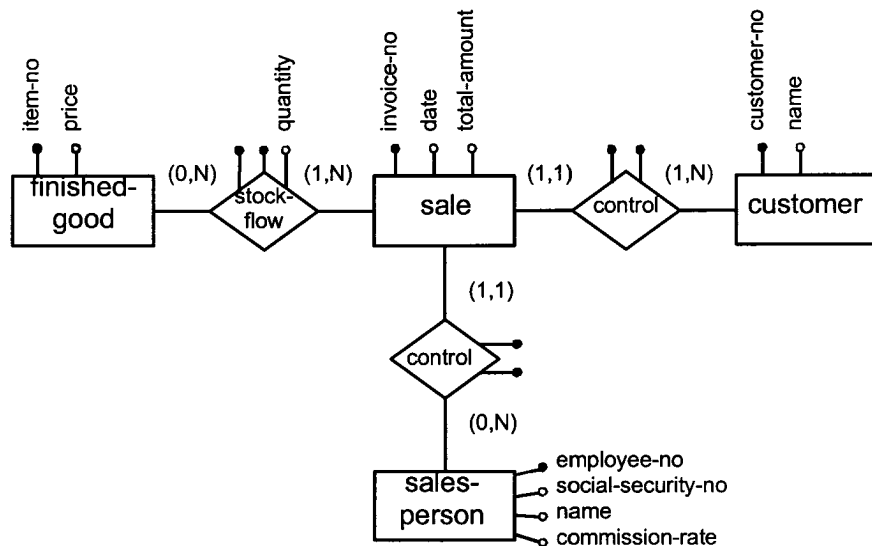 item-no
price
quantity
invoice-no
date
total-amount
customer-no
name
finished-
good
(0,N)
stock-
flow
(1,N)
sale
(1,1)
control
(1,N)
customer
(1,1)
control
(0,N)
sales-
person
employee-no
social-security-no
name
commission-rate